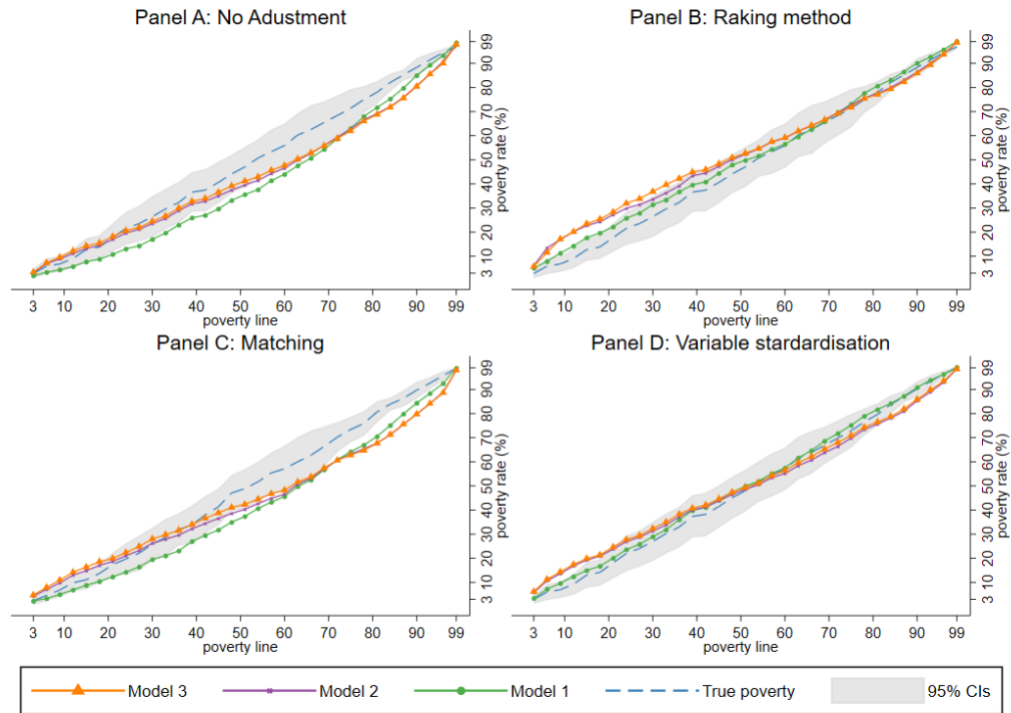 Panel A: No Adustment
Panel B: Raking method
3 10 20 30 40 50 60 70 80 90 99
poverty rate (%)
3 10 20 30 40 50 60 70 80 90 99
poverty rate (%)
3 10 20 30 40 50 60 70 80 90 99
poverty line
3 10 20 30 40 50 60 70 80 90 99
poverty line
Panel C: Matching
Panel D: Variable stardardisation
3 10 20 30 40 50 60 70 80 90 99
poverty rate (%)
3 10 20 30 40 50 60 70 80 90 99
poverty rate (%)
3 10 20 30 40 50 60 70 80 90 99
poverty line
3 10 20 30 40 50 60 70 80 90 99
poverty line
Model 3 Model 2 Model 1 True poverty 95% CIs